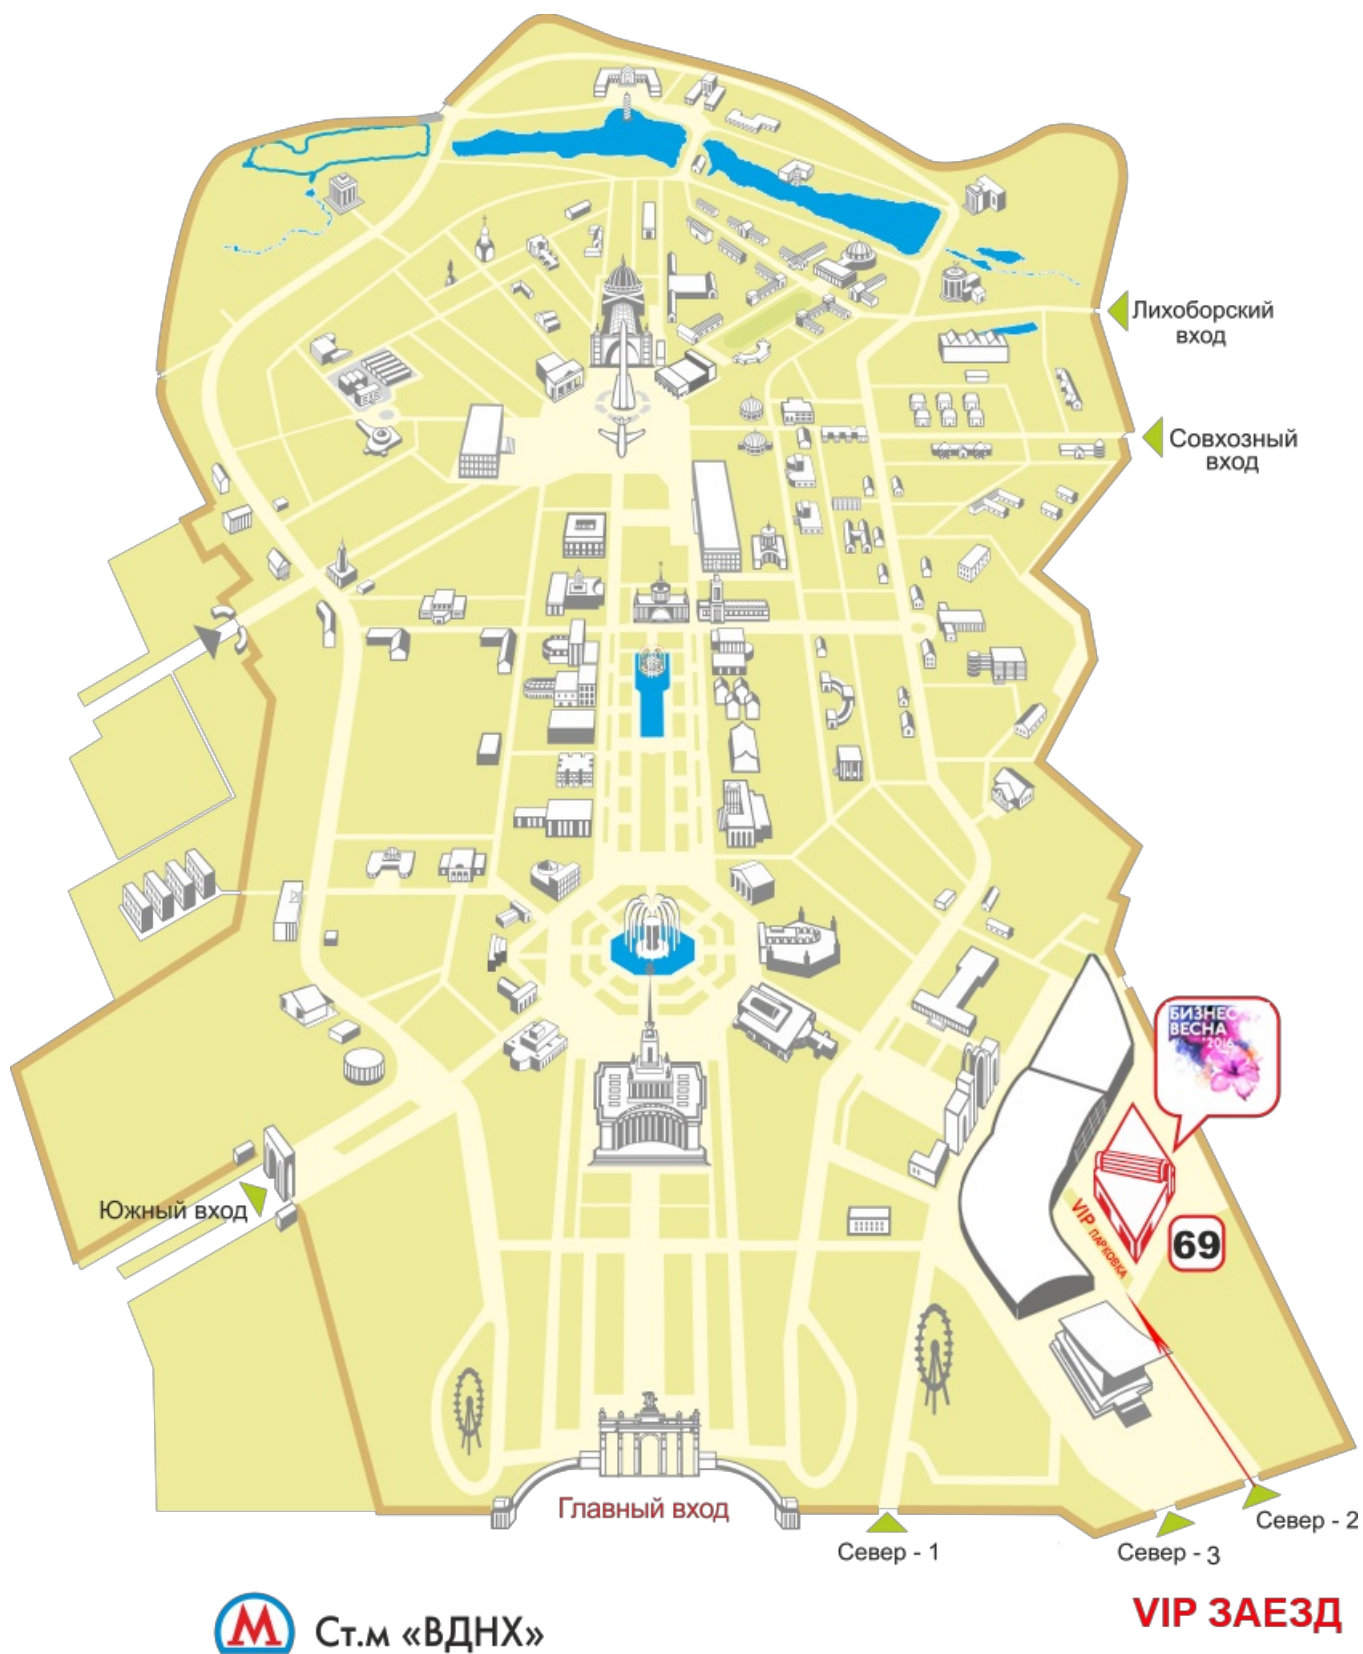 Лихоборский
вход
Совхозный
вход
БИЗНЕС
ВЕСНА
'2016
Южный вход
VIP ПАРКОВКА
69
Главный вход
Север - 1
Север - 3
Север - 2
VIP ЗАЕЗД
М Ст.м «ВДНХ»